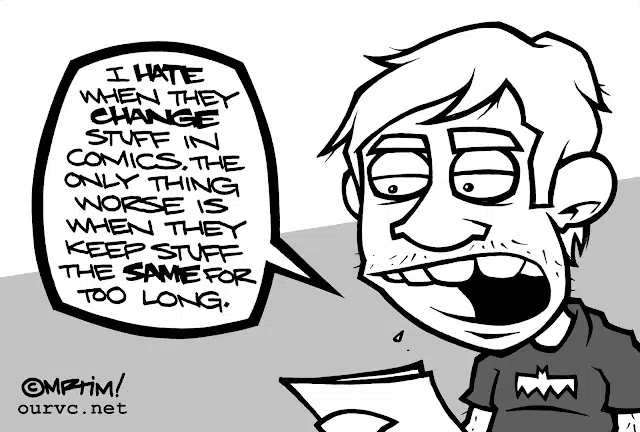 I HATE
WHEN THEY
CHANGE
STUFF IN
COMICS. THE
ONLY THING
WORSE IS
WHEN THEY
KEEP STUFF
THE SAME FOR
TOO LONG.
©MRTIM!
ourvc.net